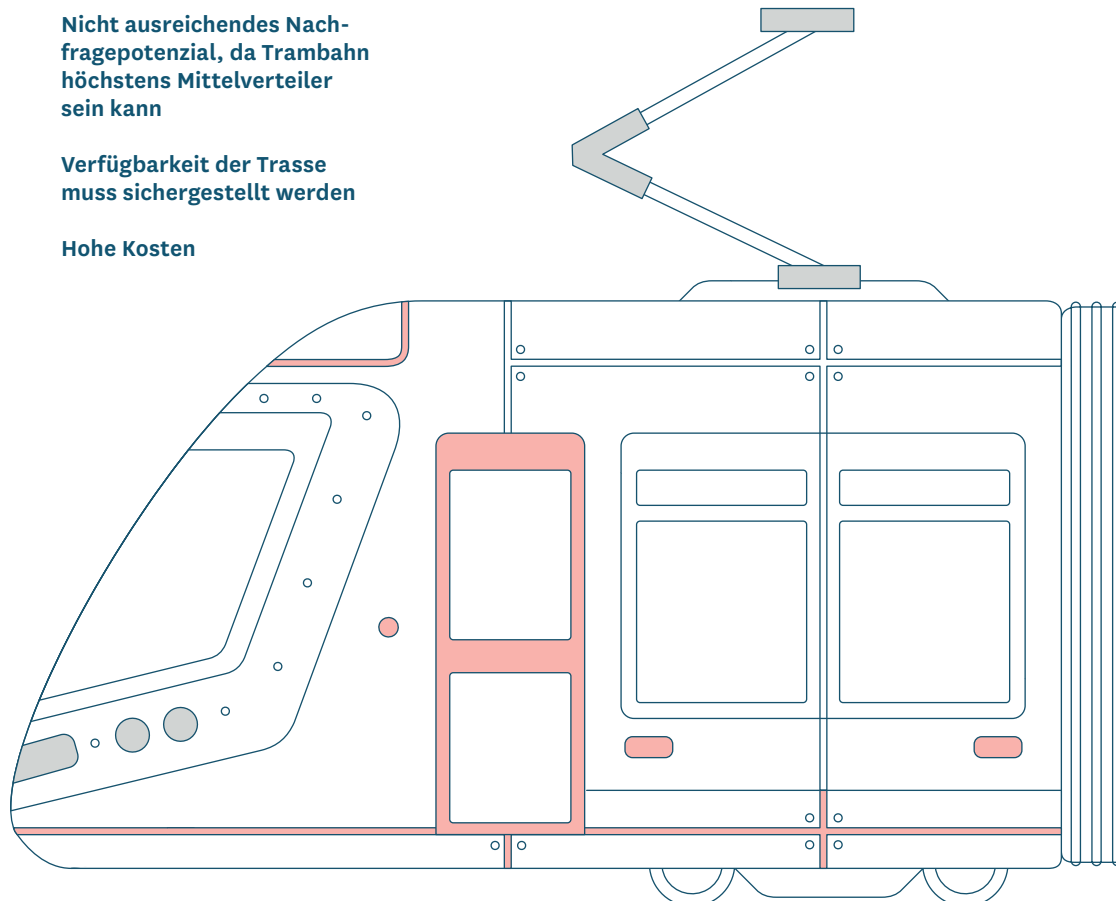 Nicht ausreichendes Nach-
fragepotenzial, da Trambahn
höchstens Mittelverteiler
sein kann
Verfügbarkeit der Trasse
muss sichergestellt werden
Hohe Kosten